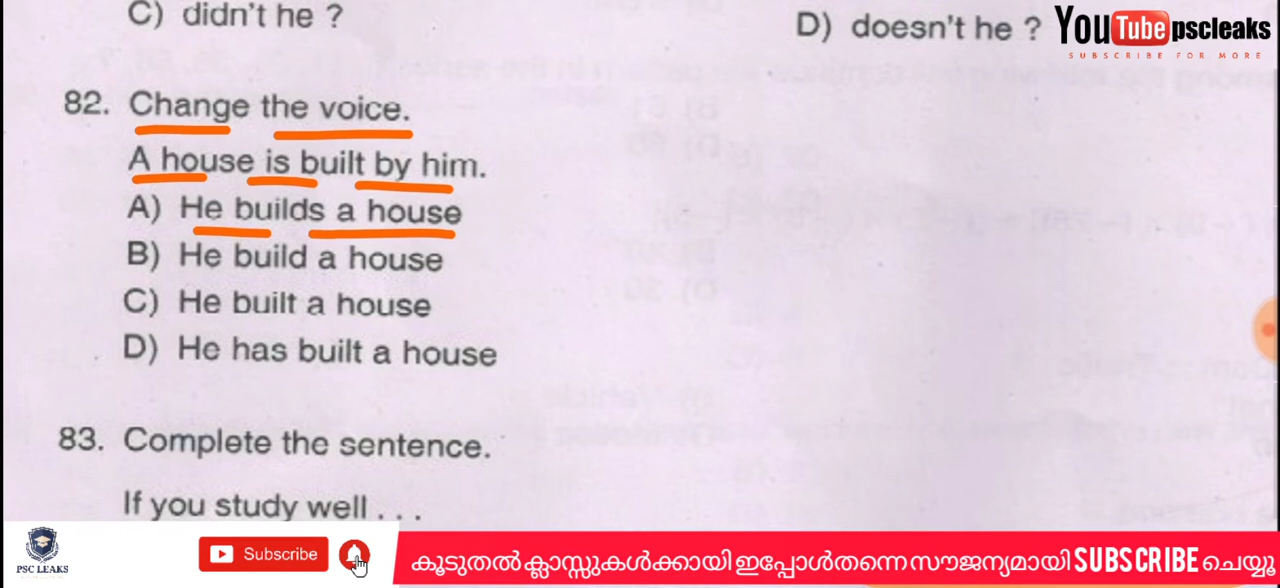 C) didn't he ?
D) doesn't he ?
YouTube pscleaks
SUBSCRIBE FOR MORE
82. Change the voice.
A house is built by him.
A) He builds a house
B) He build a house
C) He built a house
D) He has built a house
83. Complete the sentence.
If you study well . . .
PSC LEAKS
Subscribe
കൂടുതൽ ക്ലാസ്സുകൾക്കായി ഇപ്പോൾതന്നെ സൗജന്യമായി SUBSCRIBE ചെയ്യൂ